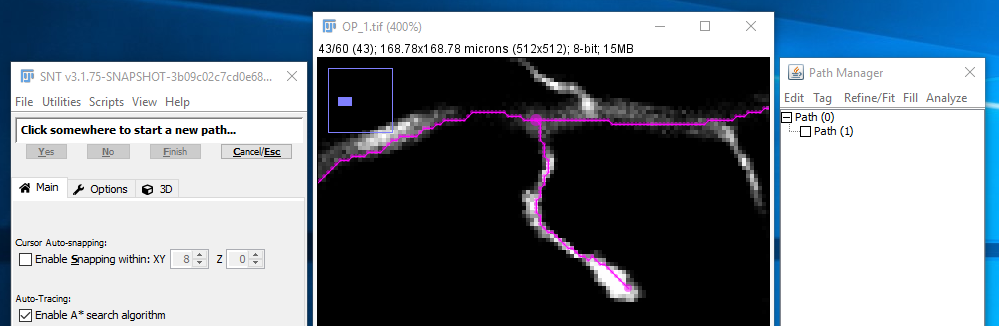 SNT v3.1.75-SNAPSHOT-3b09c02c7cd0e68...
File Utilities Scripts View Help
Click somewhere to start a new path...
Yes No Finish Cancel/Esc
Main Options 3D
Cursor Auto-snapping:
Enable Snapping within: XY 8 Z 0
Auto-Tracing:
Enable A* search algorithm
OP_1.tif (400%)
43/60 (43); 168.78x168.78 microns (512x512); 8-bit; 15MB
Path Manager
Edit Tag Refine/Fit Fill Analyze
Path (0)
Path (1)